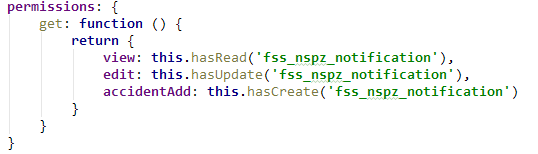 permissions: {
    get: function () {
        return {
            view: this.hasRead('fss_nspz_notification'),
            edit: this.hasUpdate('fss_nspz_notification'),
            accidentAdd: this.hasCreate('fss_nspz_notification')
        }
    }
}